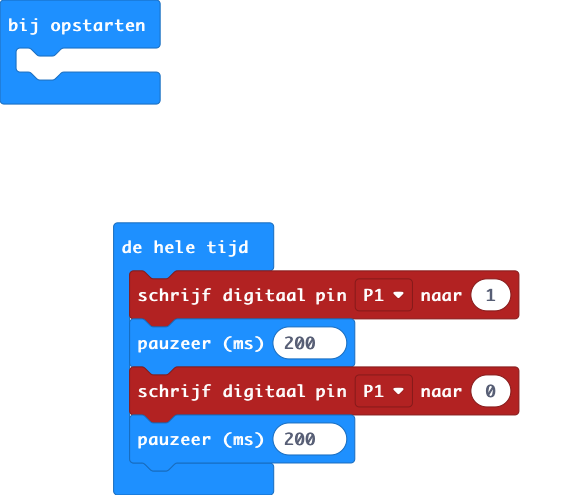 bij opstarten
de hele tijd
schrijf digitaal pin P1 naar 1
pauzeer (ms) 200
schrijf digitaal pin P1 naar 0
pauzeer (ms) 200